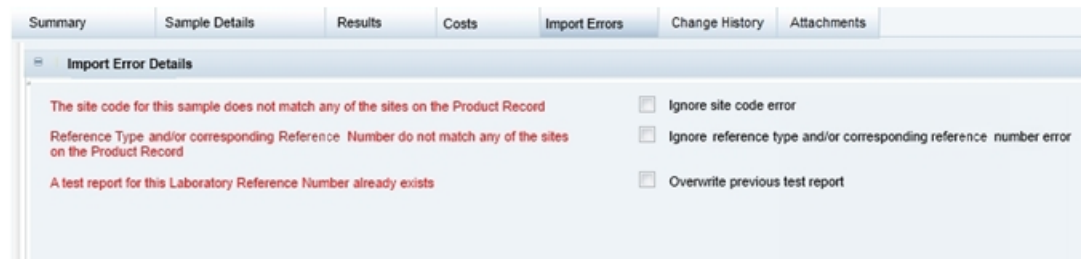 Summary Sample Details Results Costs Import Errors Change History Attachments
Import Error Details
The site code for this sample does not match any of the sites on the Product Record Ignore site code error
Reference Type and/or corresponding Reference Number do not match any of the sites Ignore reference type and/or corresponding reference number error
on the Product Record
A test report for this Laboratory Reference Number already exists Overwrite previous test report